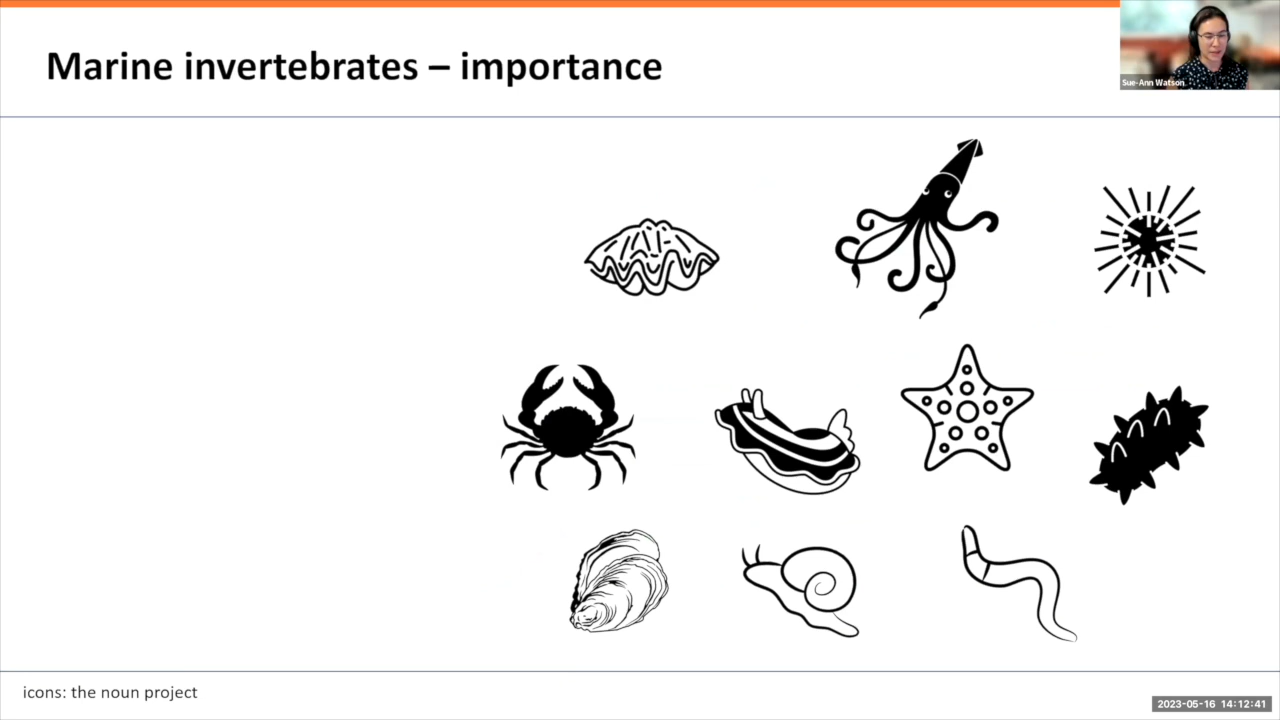 Marine invertebrates – importance
Sue-Ann Watson
icons: the noun project
2023-05-16 14:12:41